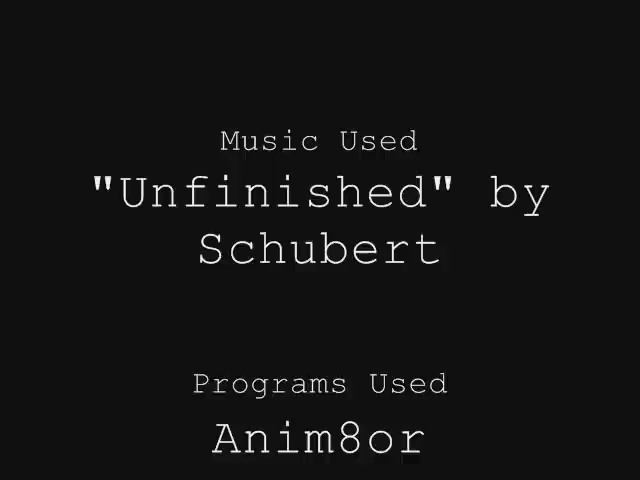 Music Used
"Unfinished" by
Schubert
Programs Used
Anim8or